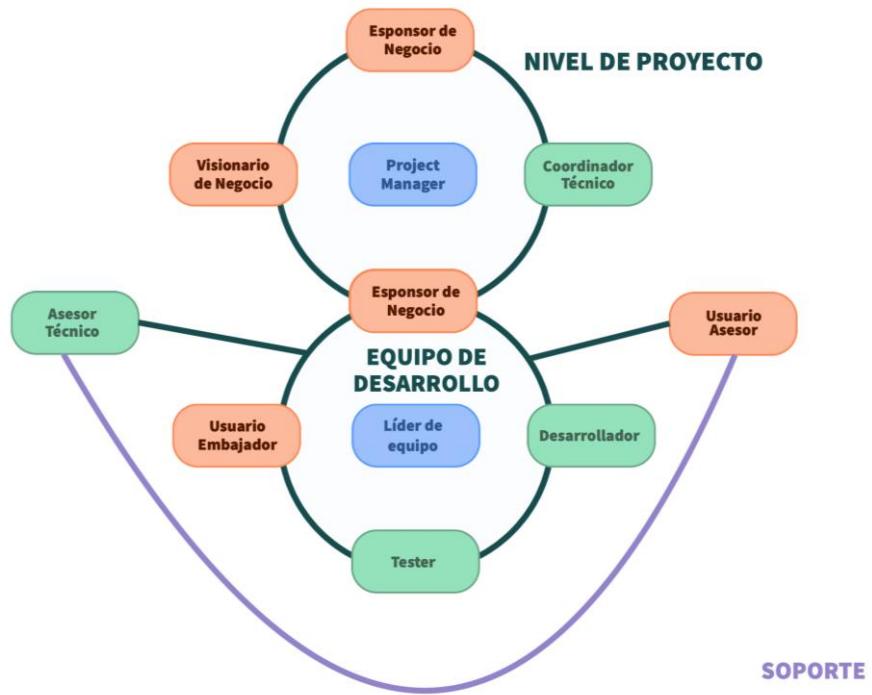 Esponsor de
Negocio
NIVEL DE PROYECTO
Visionario
de Negocio
Project
Manager
Coordinador
Técnico
Esponsor de
Negocio
Asesor
Técnico
Usuario
Asesor
EQUIPO DE
DESARROLLO
Usuario
Embajador
Líder de
equipo
Desarrollador
Tester
SOPORTE